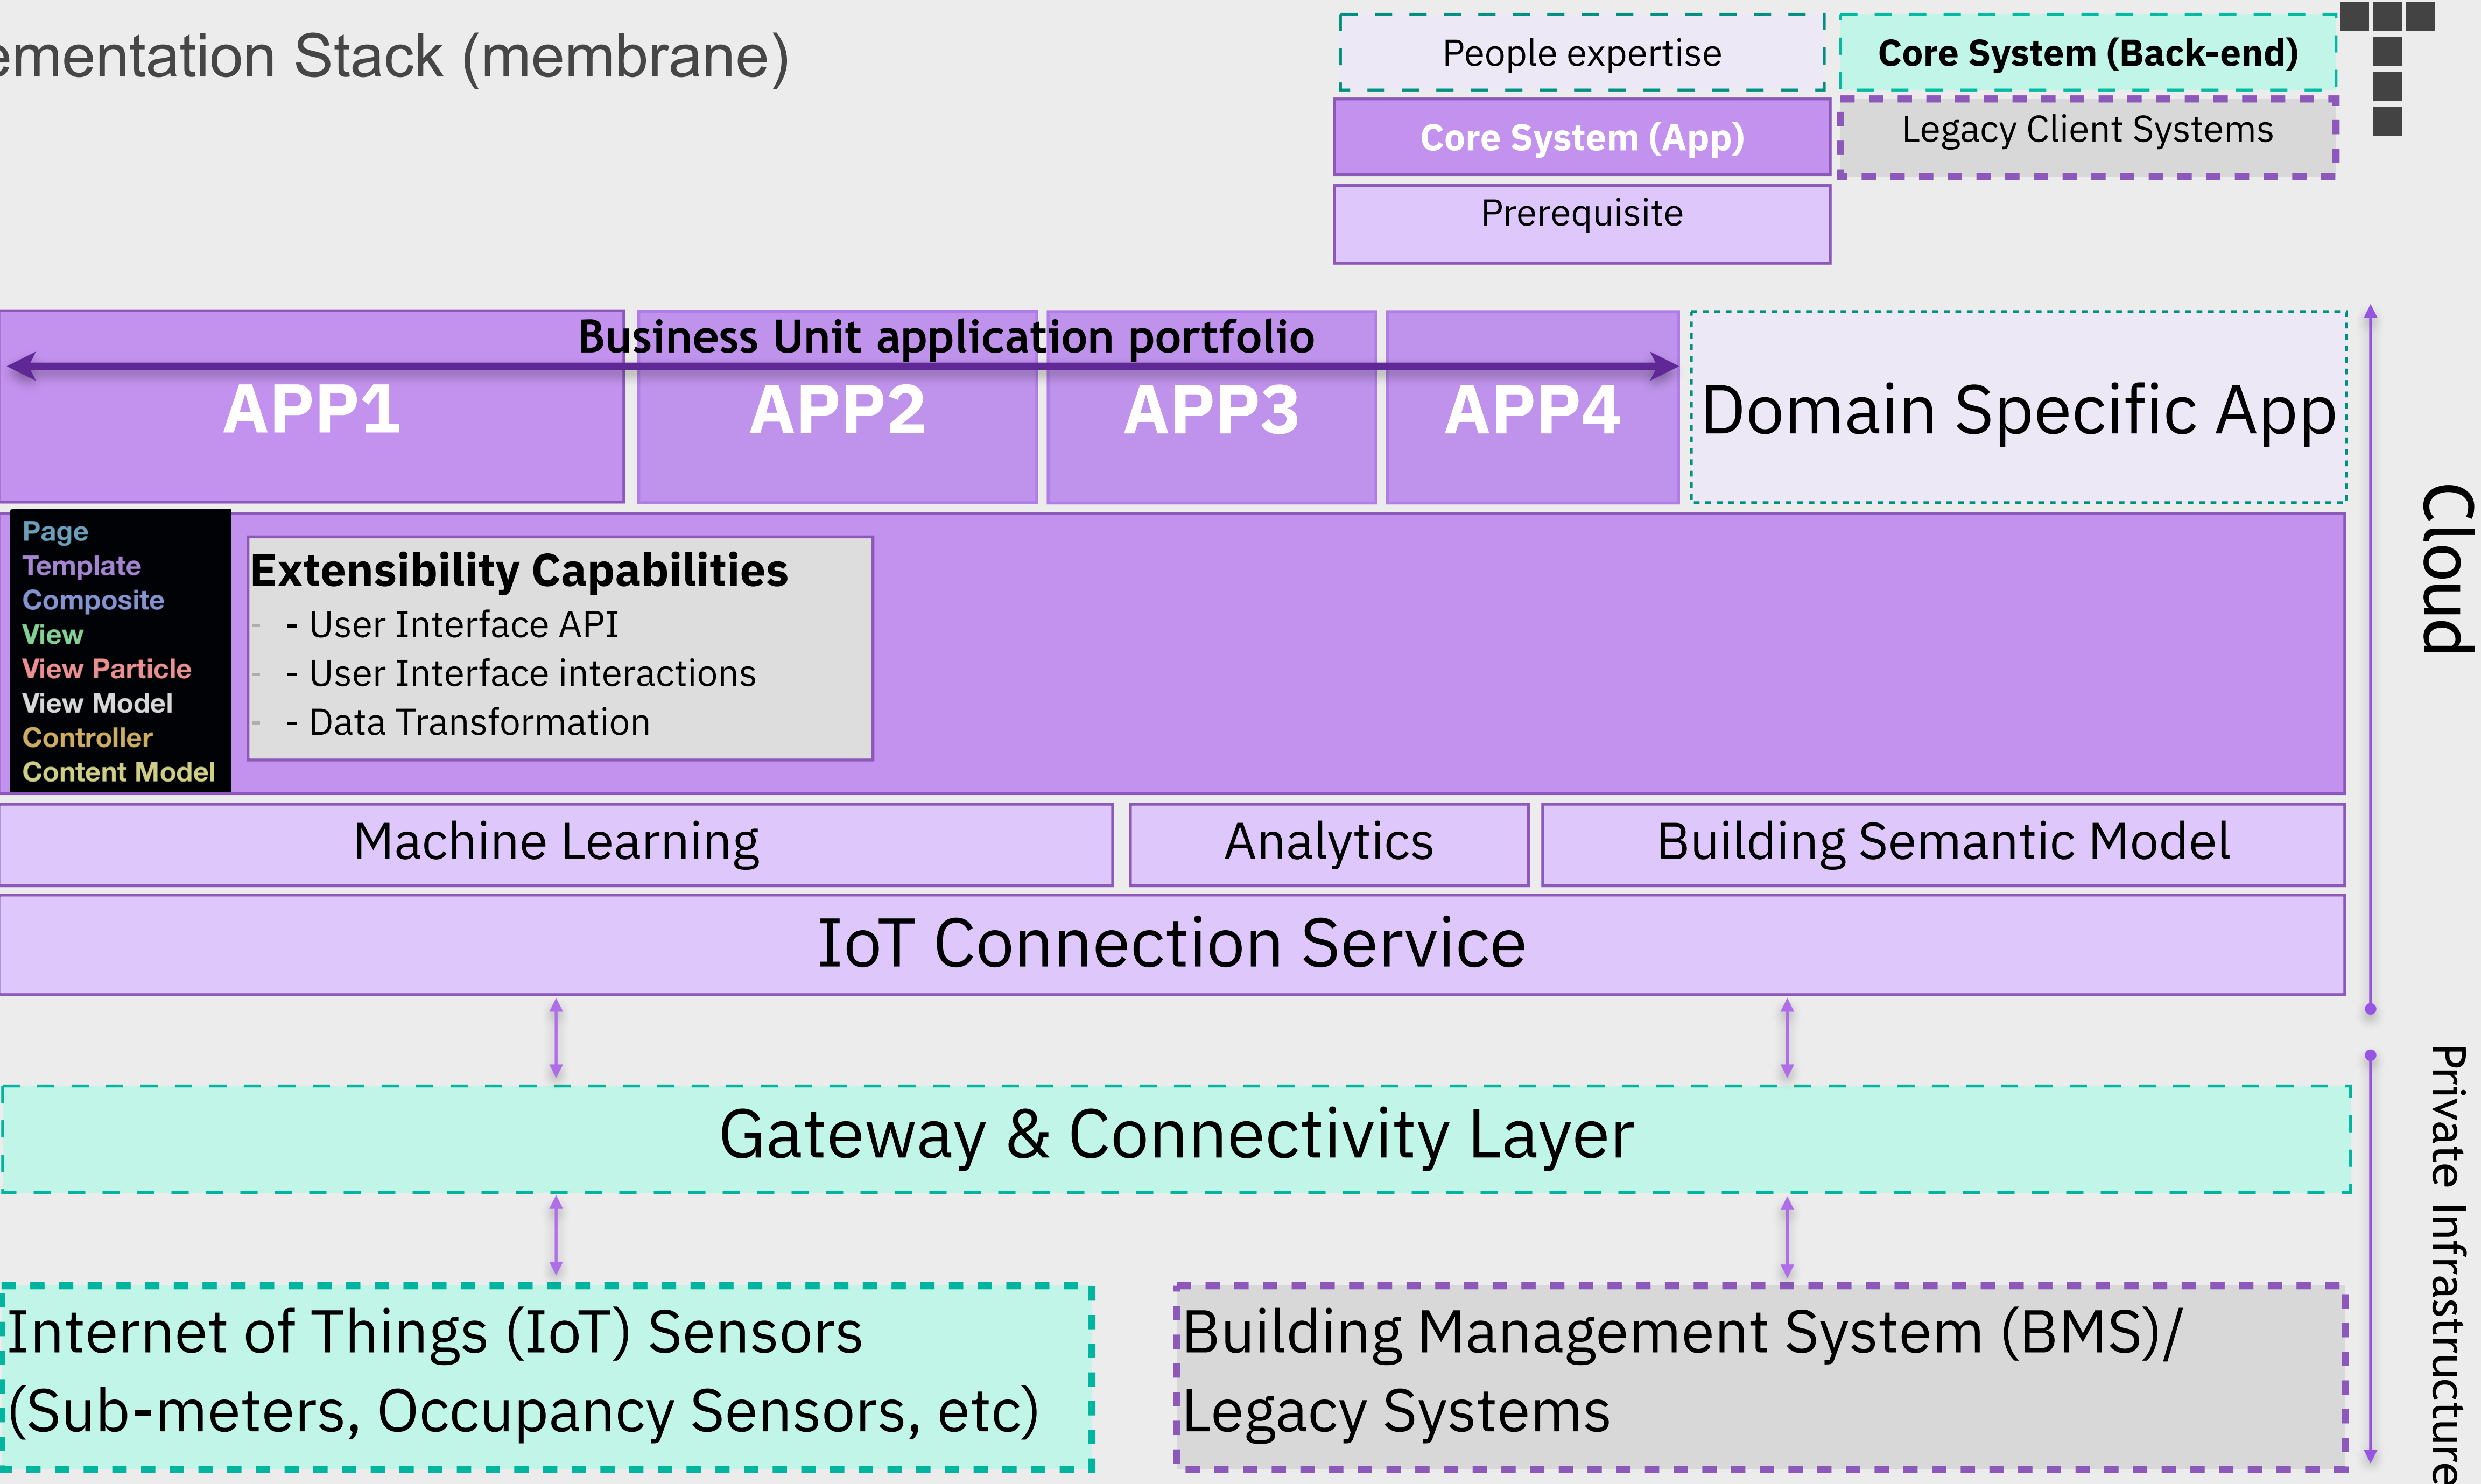 ementation Stack (membrane)
People expertise
Core System (Back-end)
Core System (App)
Legacy Client Systems
Prerequisite
Business Unit application portfolio
APP1
APP2
APP3
APP4
Domain Specific App
Cloud
Page
Template
Composite
View
View Particle
View Model
Controller
Content Model
Extensibility Capabilities
- - User Interface API
- - User Interface interactions
- - Data Transformation
Machine Learning
Analytics
Building Semantic Model
IoT Connection Service
Private Infrastructure
Gateway & Connectivity Layer
Internet of Things (IoT) Sensors
(Sub-meters, Occupancy Sensors, etc)
Building Management System (BMS)/
Legacy Systems